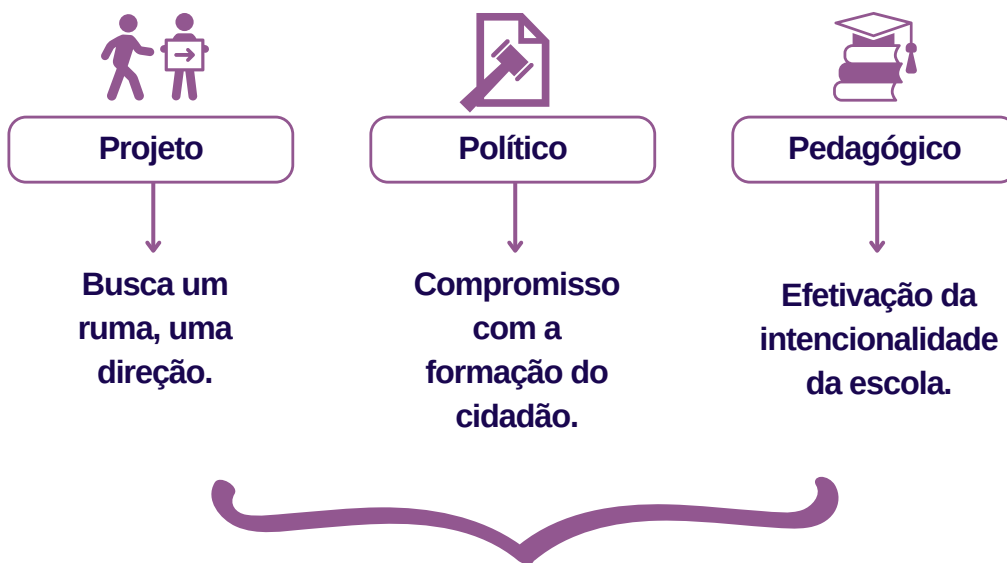 Projeto
Político
Pedagógico
Busca um
ruma, uma
direção.
Compromisso
com a
formação do
cidadão.
Efetivação da
intencionalidade
da escola.